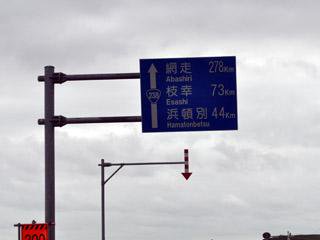 網走 278Km
Abashiri
238
枝幸 73Km
Esashi
浜頓別 44Km
Hamatonbetsu